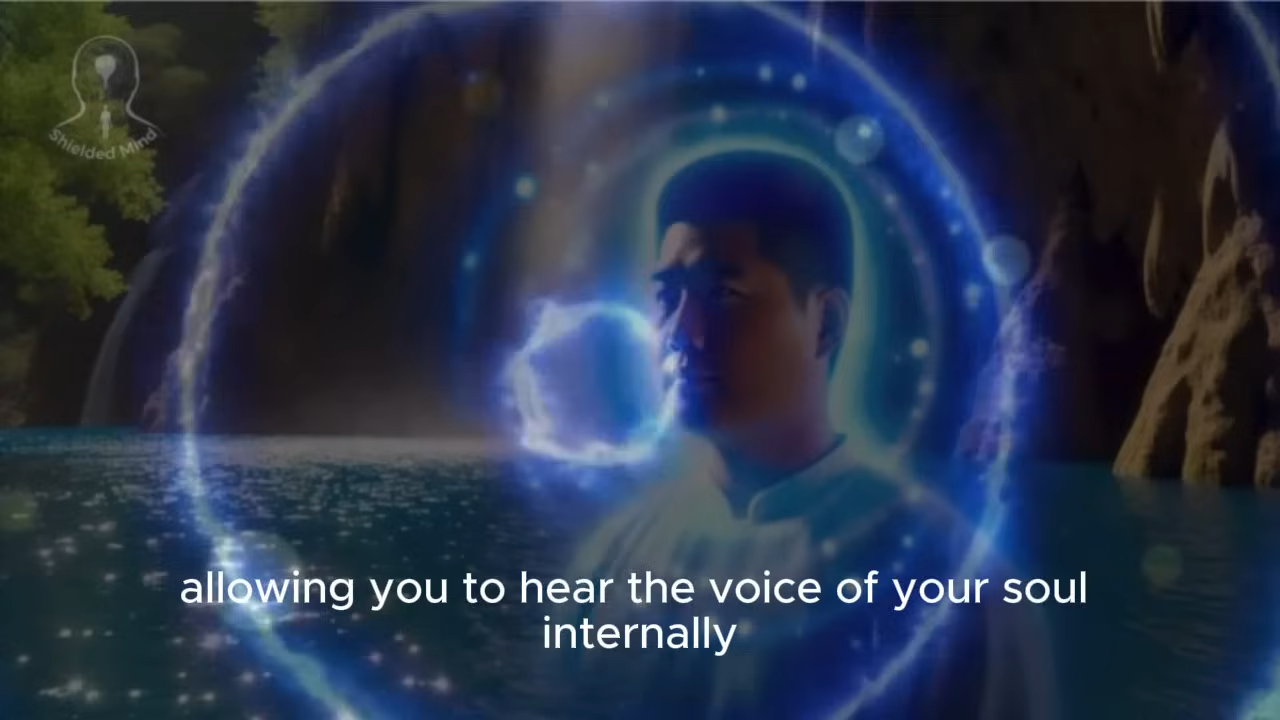 Shielded Mind
allowing you to hear the voice of your soul
internally